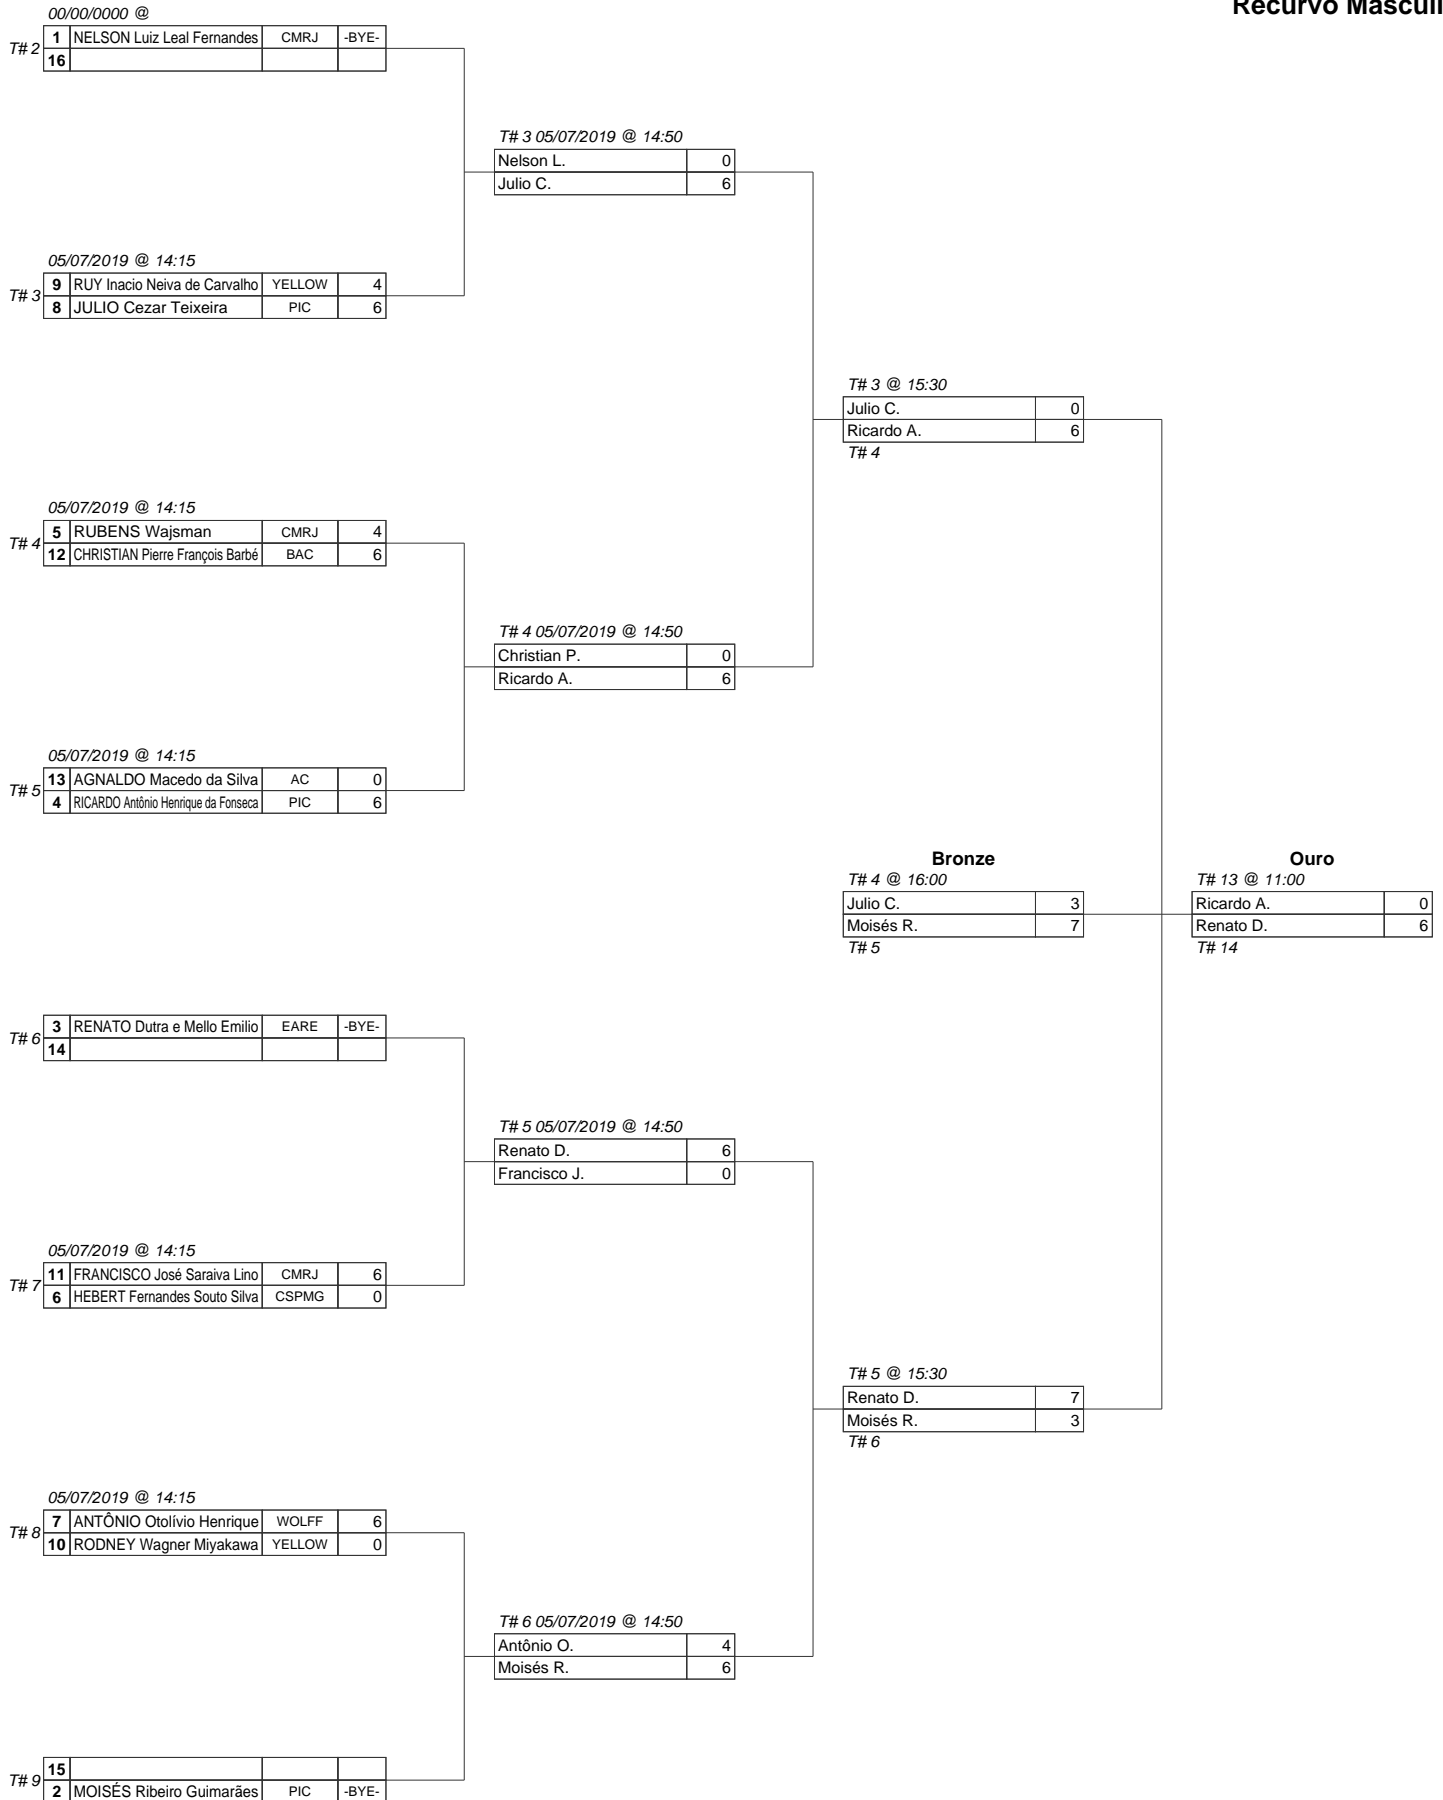 Recurvo Masculi
00/00/0000 @
T# 2
1 NELSON Luiz Leal Fernandes CMRJ -BYE-
16
T# 3 05/07/2019 @ 14:50
Nelson L. 0
Julio C. 6
05/07/2019 @ 14:15
T# 3
9 RUY Inacio Neiva de Carvalho YELLOW 4
8 JULIO Cezar Teixeira PIC 6
T# 3 @ 15:30
Julio C. 0
Ricardo A. 6
T# 4
05/07/2019 @ 14:15
T# 4
5 RUBENS Wajsman CMRJ 4
12 CHRISTIAN Pierre François Barbé BAC 6
T# 4 05/07/2019 @ 14:50
Christian P. 0
Ricardo A. 6
05/07/2019 @ 14:15
T# 5
13 AGNALDO Macedo da Silva AC 0
4 RICARDO Antônio Henrique da Fonseca PIC 6
Bronze
T# 4 @ 16:00
Julio C. 3
Moisés R. 7
T# 5
Ouro
T# 13 @ 11:00
Ricardo A. 0
Renato D. 6
T# 14
T# 6
3 RENATO Dutra e Mello Emilio EARE -BYE-
14
T# 5 05/07/2019 @ 14:50
Renato D. 6
Francisco J. 0
05/07/2019 @ 14:15
T# 7
11 FRANCISCO José Saraiva Lino CMRJ 6
6 HEBERT Fernandes Souto Silva CSPMG 0
T# 5 @ 15:30
Renato D. 7
Moisés R. 3
T# 6
05/07/2019 @ 14:15
T# 8
7 ANTÔNIO Otolívio Henrique WOLFF 6
10 RODNEY Wagner Miyakawa YELLOW 0
T# 6 05/07/2019 @ 14:50
Antônio O. 4
Moisés R. 6
T# 9
15
2 MOISÉS Ribeiro Guimarães PIC -BYE-